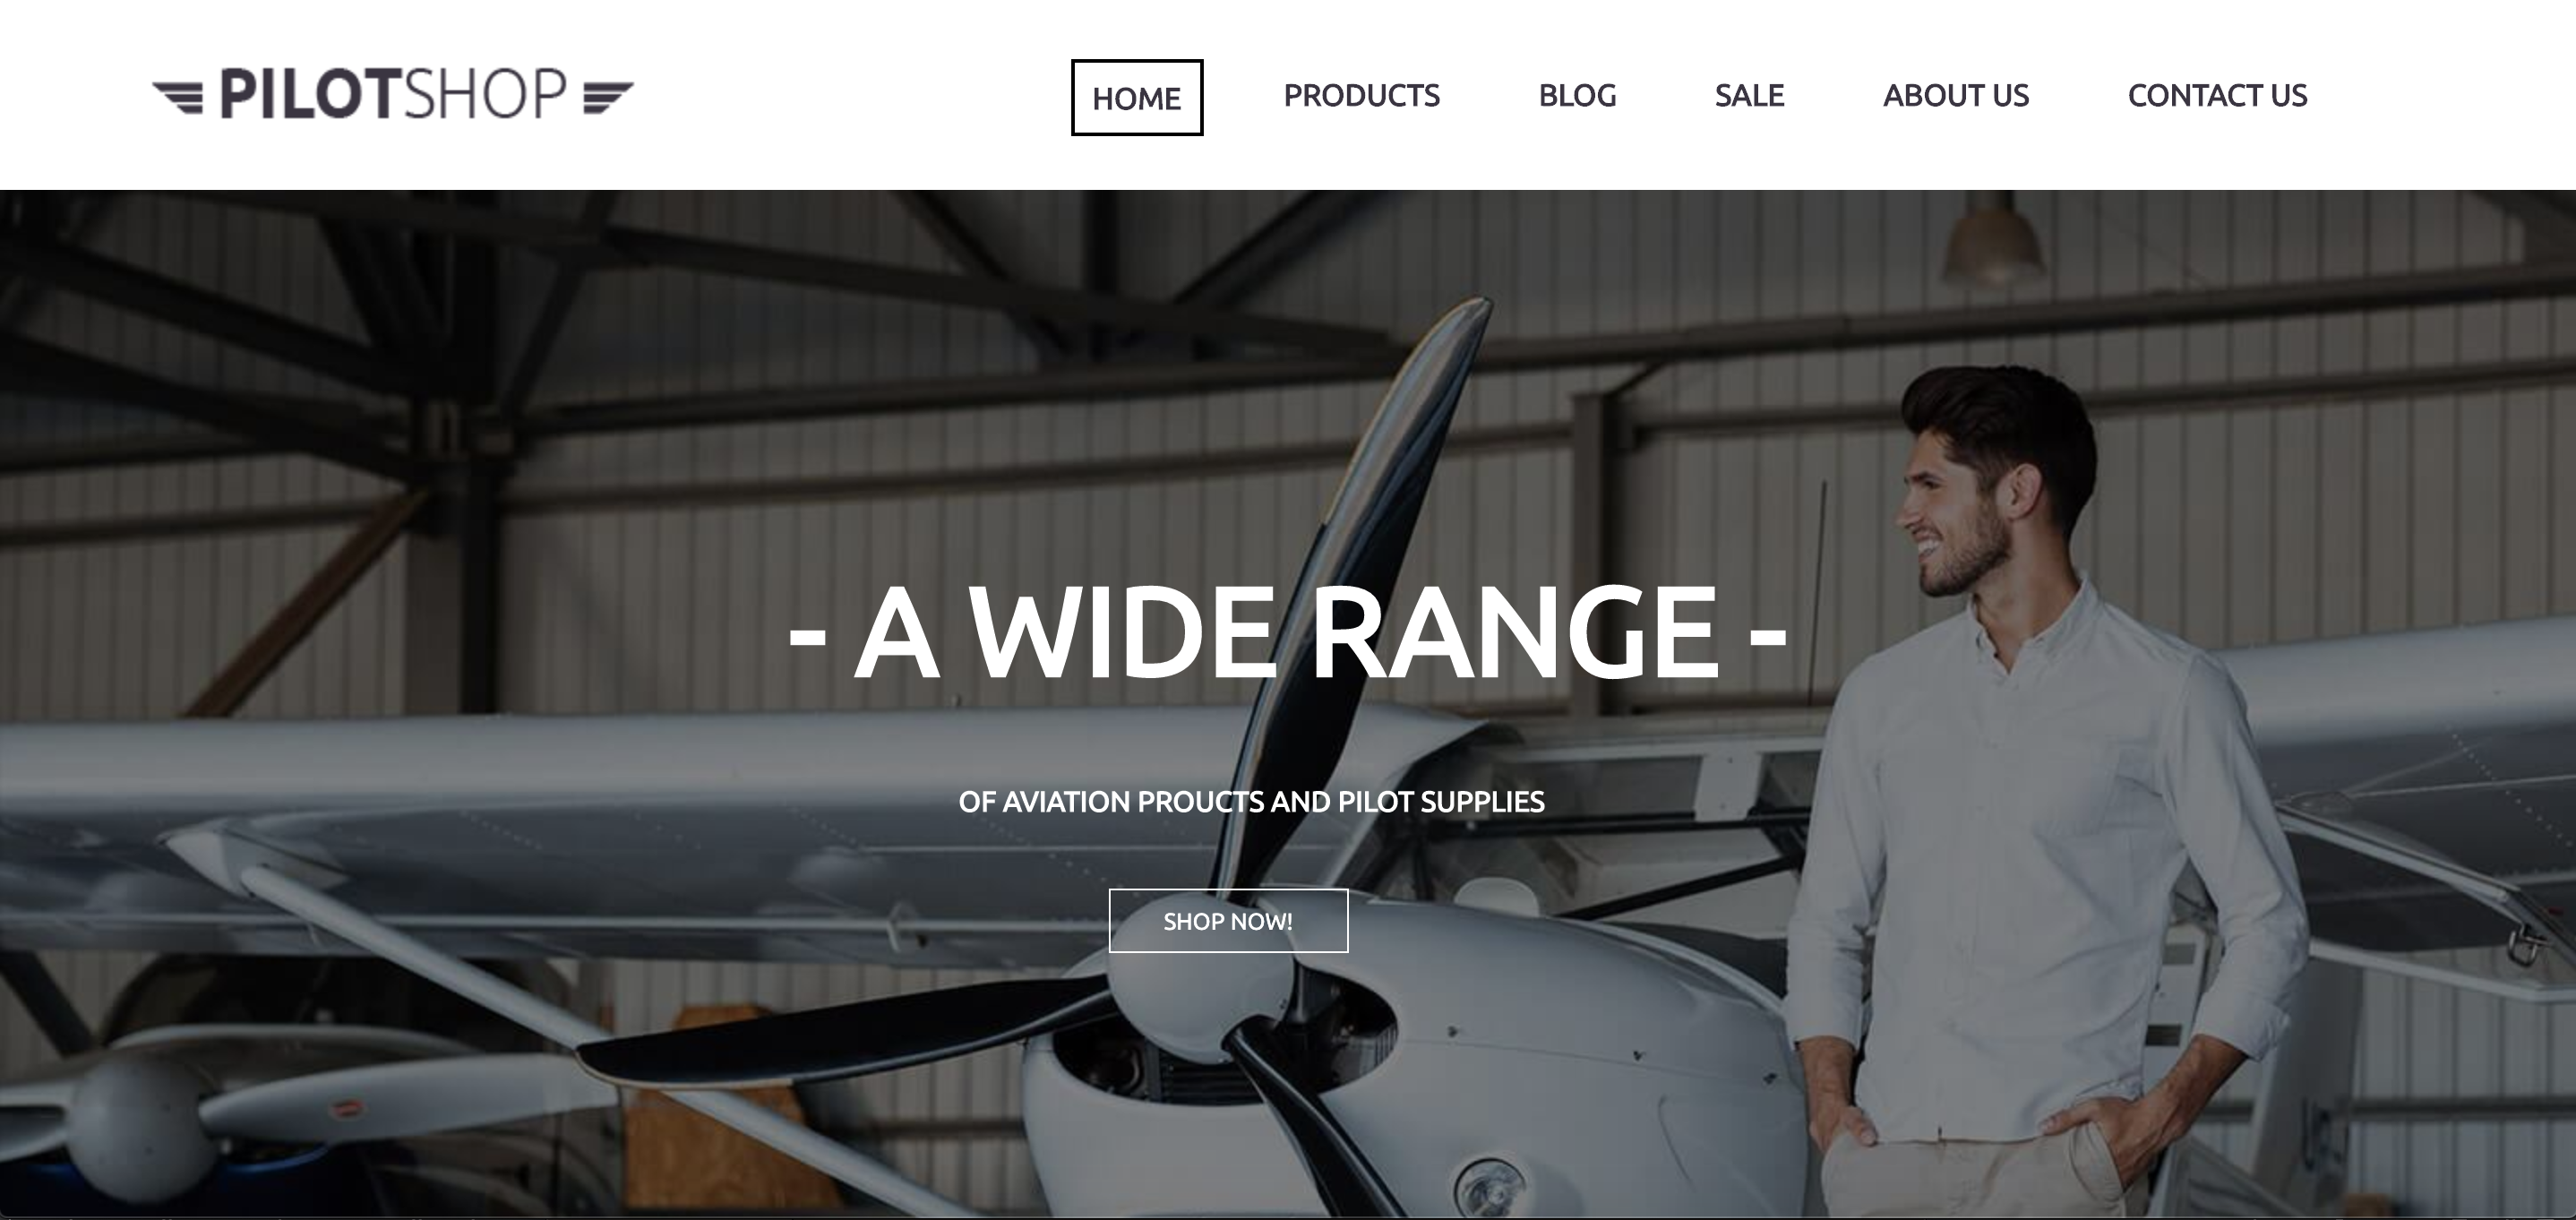 PILOTSHOP
HOME PRODUCTS BLOG SALE ABOUT US CONTACT US
- A WIDE RANGE -
OF AVIATION PROUCTS AND PILOT SUPPLIES
SHOP NOW!